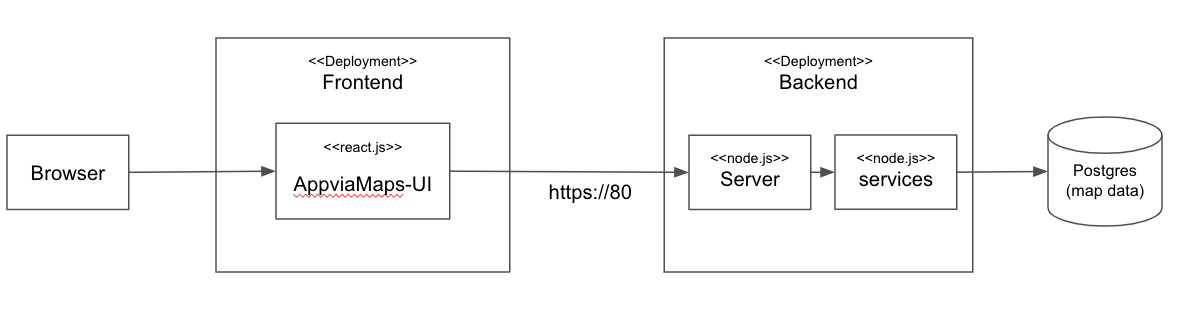 Browser
<<Deployment>>
Frontend
<<react.js>>
AppviaMaps-UI
https://80
<<Deployment>>
Backend
<<node.js>>
Server
<<node.js>>
services
Postgres
(map data)